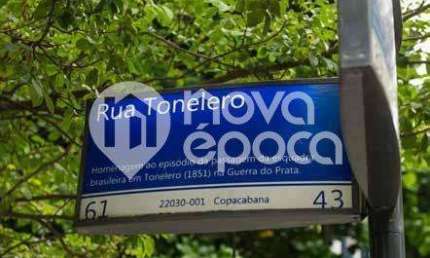 Rua Tonelero
nova
época
Homenagem ao episódio da passagem da esquadra
brasileira em Tonelero (1851) na Guerra do Prata.
61 22030-001 Copacabana 43